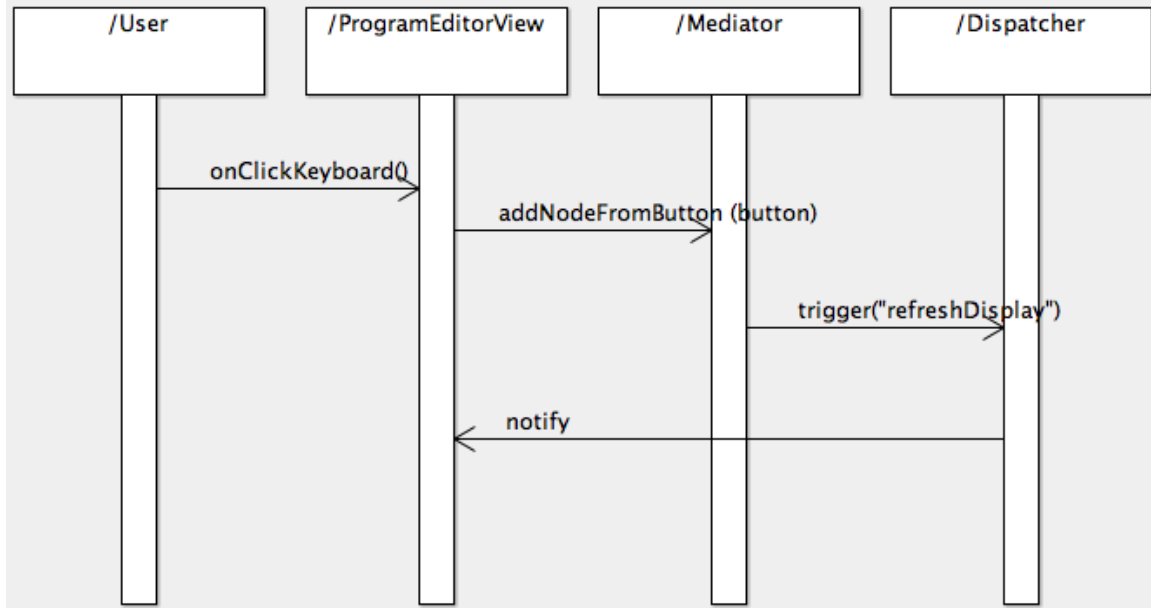 /User
/ProgramEditorView
/Mediator
/Dispatcher
onClickKeyboard()
addNodeFromButton (button)
trigger("refreshDisplay")
notify